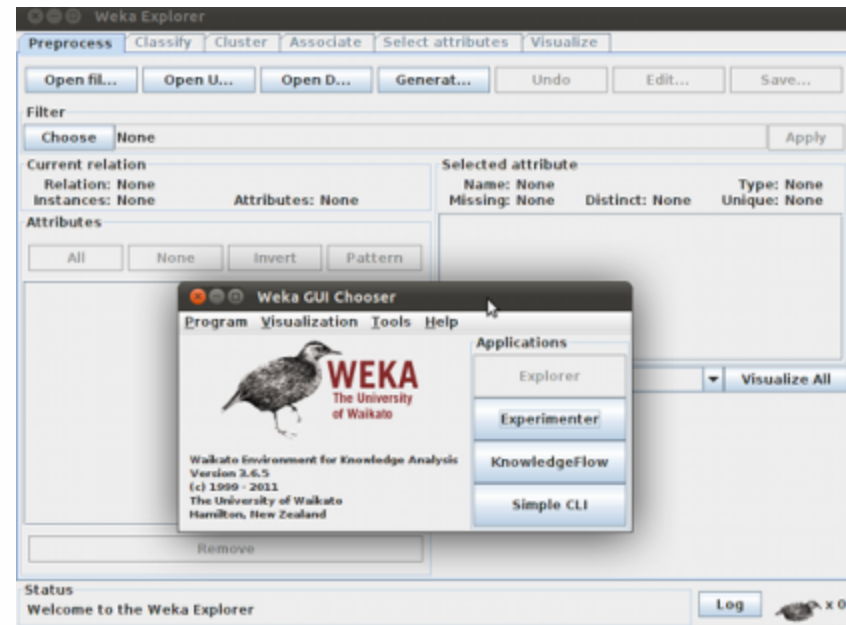 Weka Explorer
Preprocess Classify Cluster Associate Select attributes Visualize
Open fil... Open U... Open D... Generat... Undo Edit... Save...
Filter
Choose None Apply
Current relation
Relation: None
Instances: None Attributes: None
Selected attribute
Name: None Type: None
Missing: None Distinct: None Unique: None
Attributes
All None Invert Pattern
Weka GUI Chooser
Program Visualization Tools Help
WEKA
The University
of Waikato
Waikato Environment for Knowledge Analysis
Version 3.6.5
(c) 1999 - 2011
The University of Waikato
Hamilton, New Zealand
Applications
Explorer
Experimenter
KnowledgeFlow
Simple CLI
Visualize All
Remove
Status
Welcome to the Weka Explorer
Log x 0